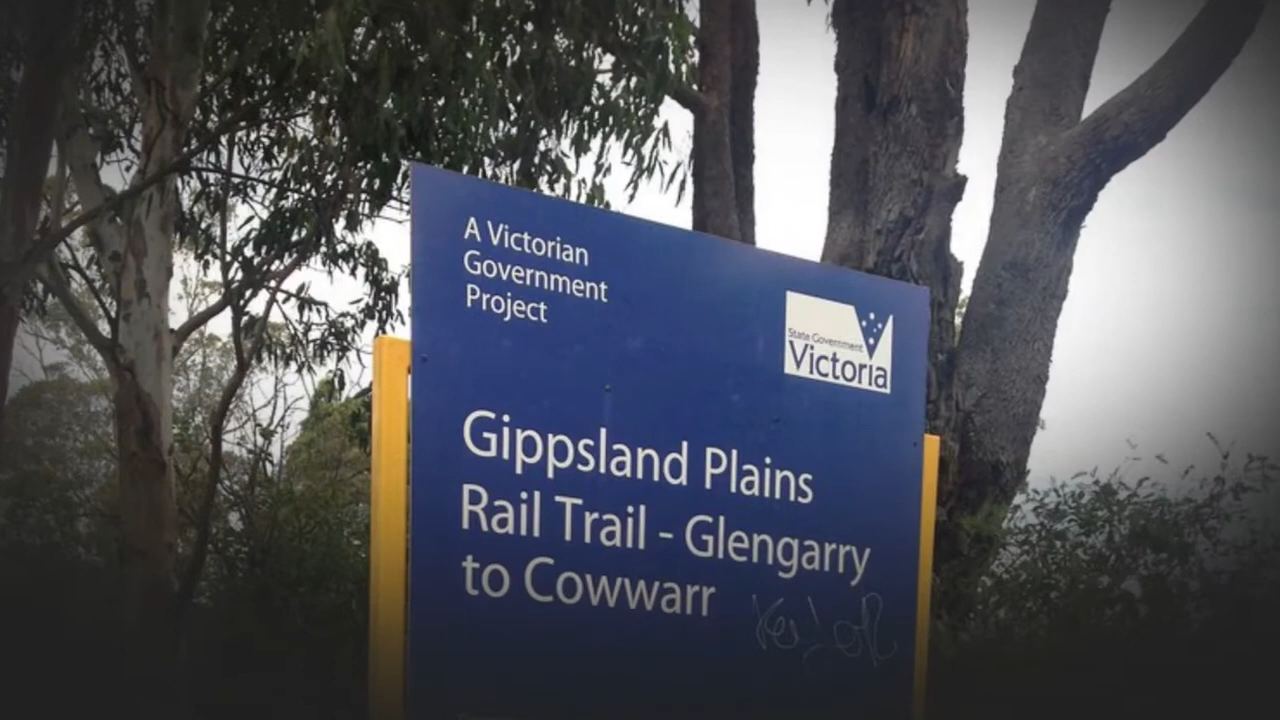 A Victorian
Government
Project
State Government
Victoria
Gippsland Plains
Rail Trail - Glengarry
to Cowwarr